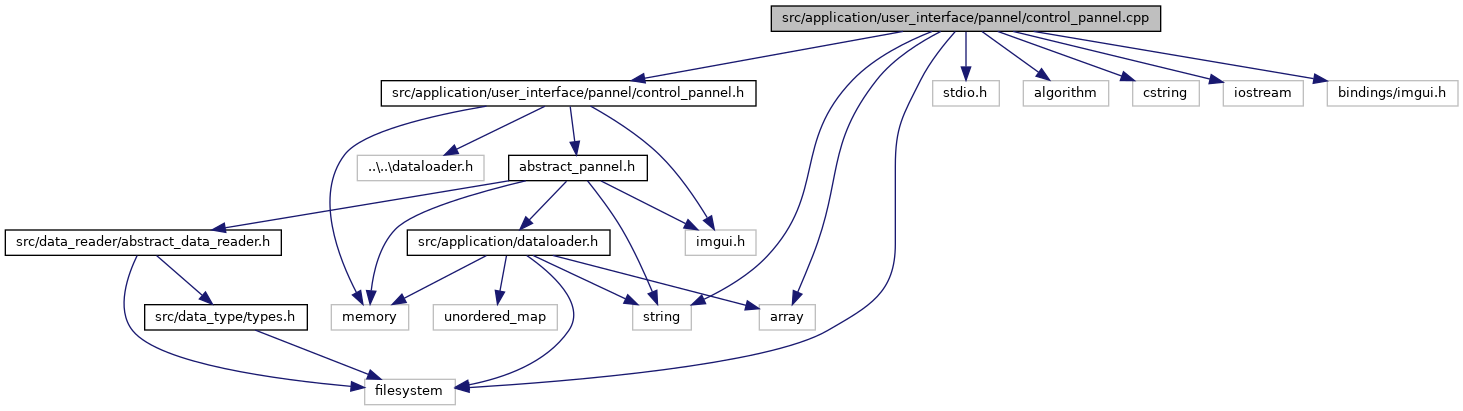 src/application/user_interface/pannel/control_pannel.cpp
src/application/user_interface/pannel/control_pannel.h
stdio.h
algorithm
cstring
iostream
bindings/imgui.h
..\..\dataloader.h
abstract_pannel.h
src/data_reader/abstract_data_reader.h
src/application/dataloader.h
imgui.h
src/data_type/types.h
memory
unordered_map
string
array
filesystem